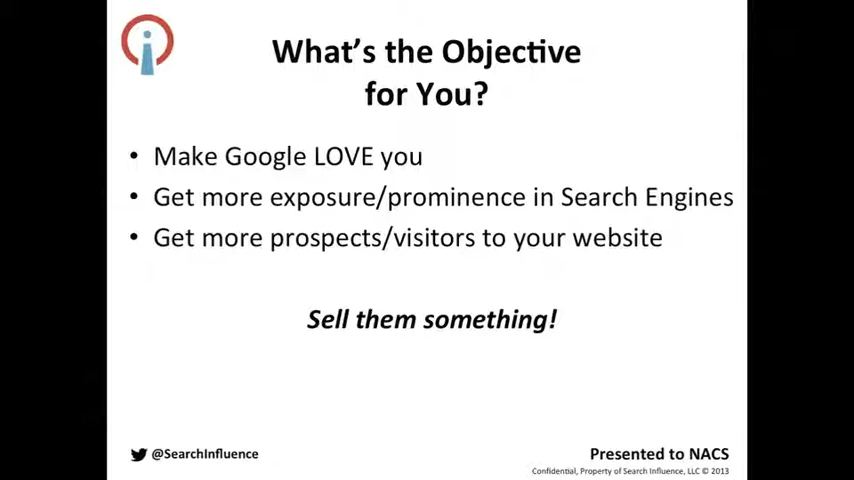 What's the Objective
for You?
• Make Google LOVE you
• Get more exposure/prominence in Search Engines
• Get more prospects/visitors to your website
Sell them something!
@SearchInfluence
Presented to NACS
Confidential, Property of Search Influence, LLC © 2013